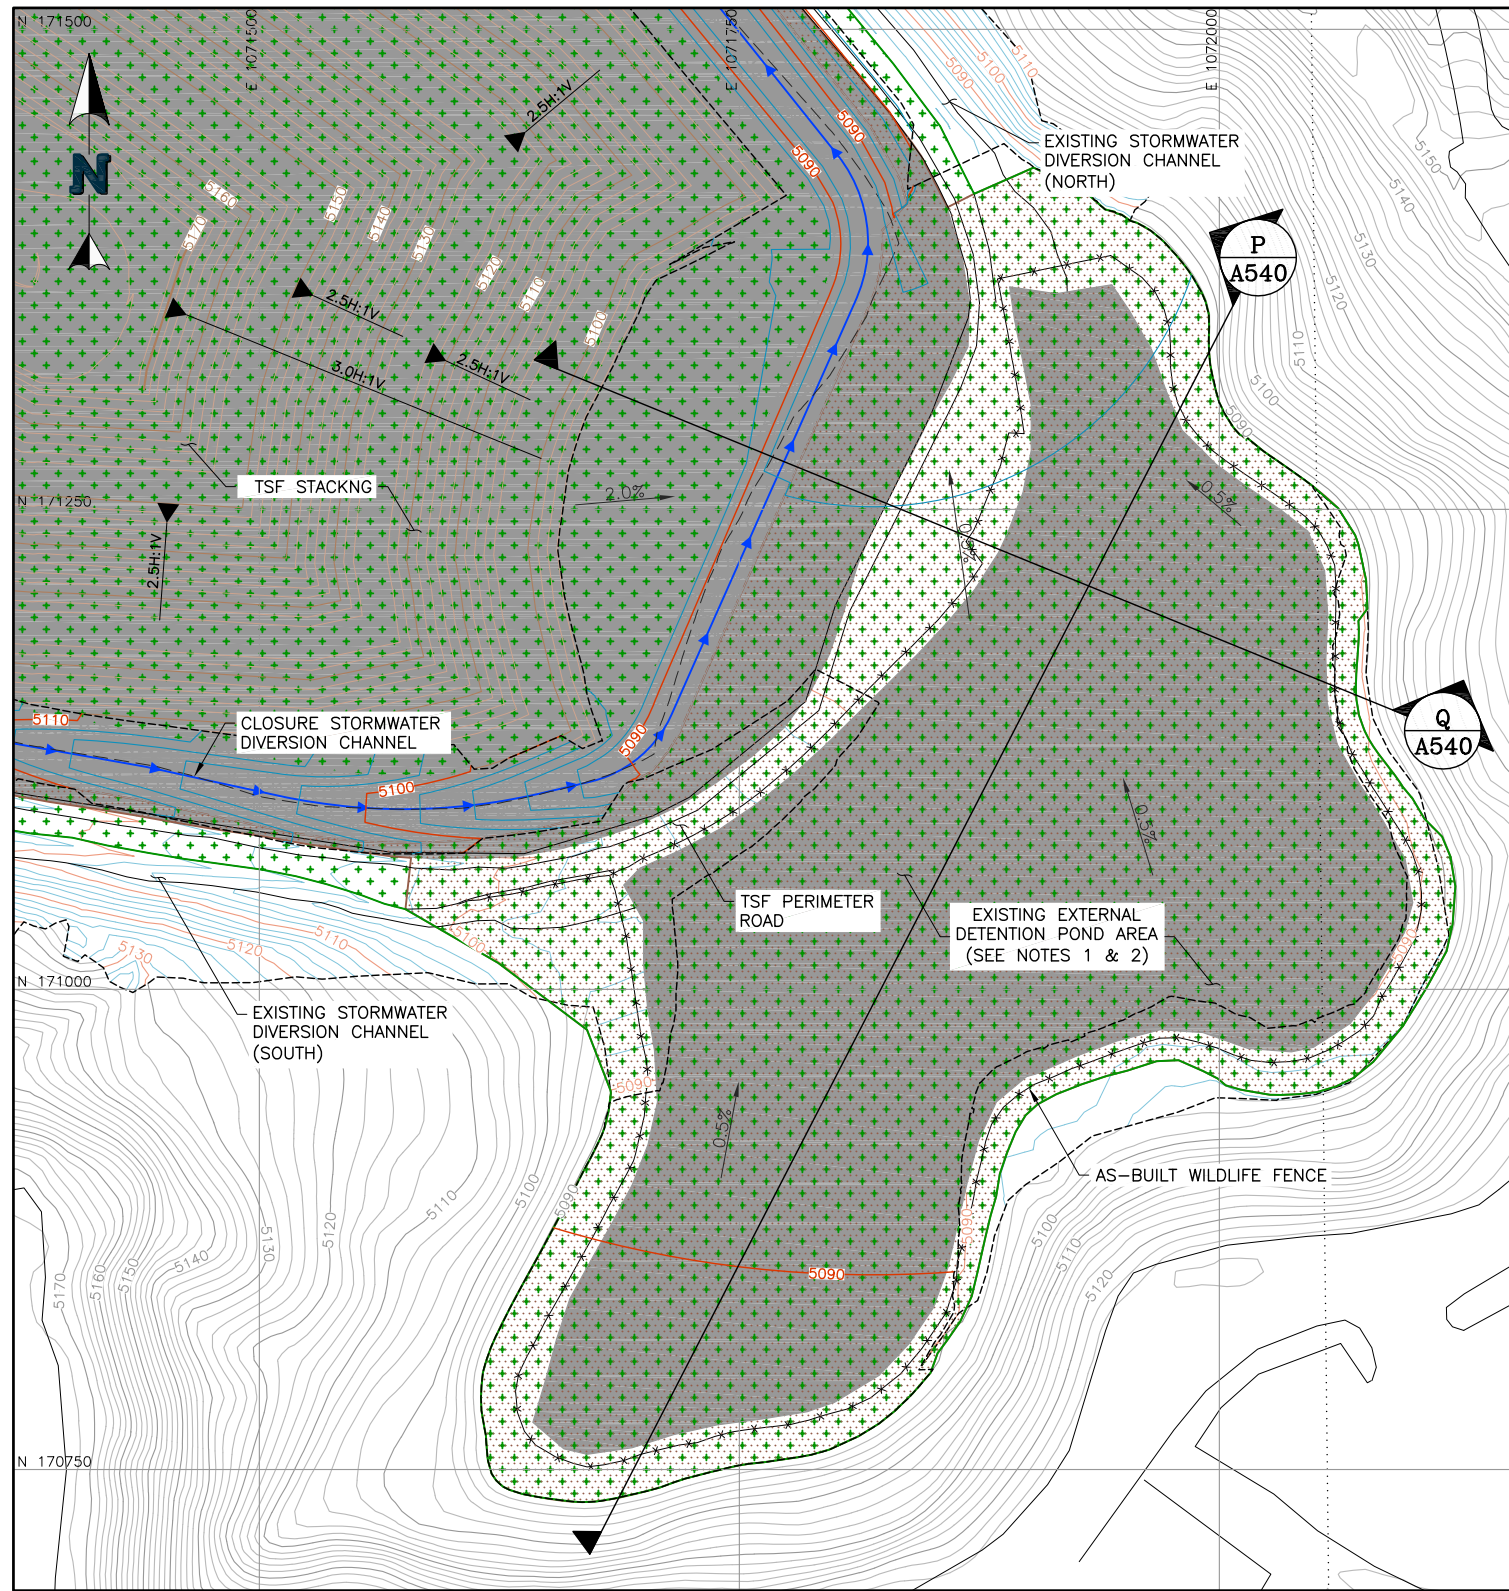 N 171500
E 1071500
E 1071750
E 1072000
N
5090
5100
5110
EXISTING STORMWATER
DIVERSION CHANNEL
(NORTH)
2.5H:1V
5090
5090
5150
5140
5130
5120
5110
5100
5090
P
A540
5160
5170
5150
5140
5130
5120
5110
5100
2.5H:1V
3.0H:1V
2.5H:1V
TSF STACKNG
2.0%
0.5%
0.5%
N 171250
2.5H:1V
Q
A540
5110
CLOSURE STORMWATER
DIVERSION CHANNEL
5090
5100
0.5%
TSF PERIMETER
ROAD
EXISTING EXTERNAL
DETENTION POND AREA
(SEE NOTES 1 & 2)
5130
5120
5110
5100
5090
N 171000
EXISTING STORMWATER
DIVERSION CHANNEL
(SOUTH)
5090
0.5%
AS-BUILT WILDLIFE FENCE
5170
5160
5150
5140
5130
5120
5110
5100
5090
5090
5090
5100
5110
5120
N 170750